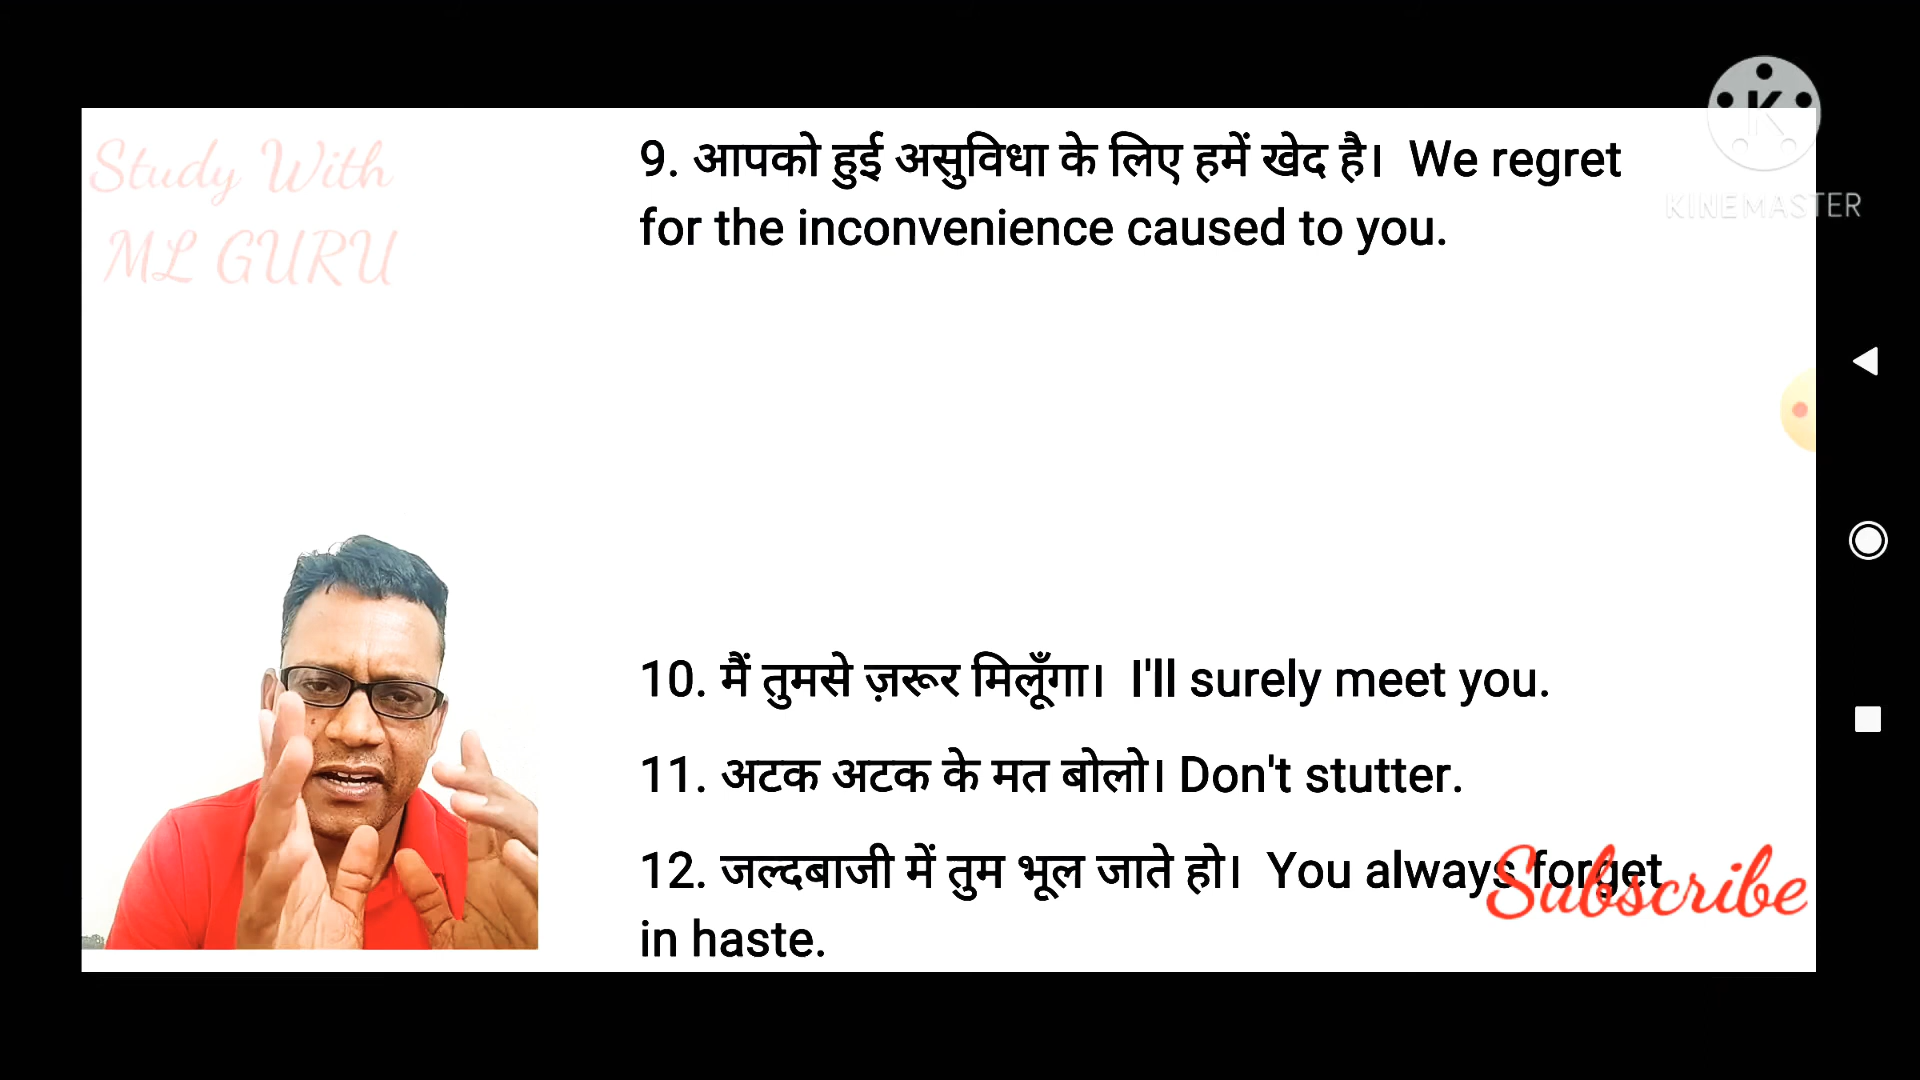 Study With
ML GURU
KINEMASTER
9. आपको हुई असुविधा के लिए हमें खेद है। We regret
for the inconvenience caused to you.
10. मैं तुमसे ज़रूर मिलूँगा। I'll surely meet you.
11. अटक अटक के मत बोलो। Don't stutter.
12. जल्दबाजी में तुम भूल जाते हो। You always forget
in haste.
Subscribe